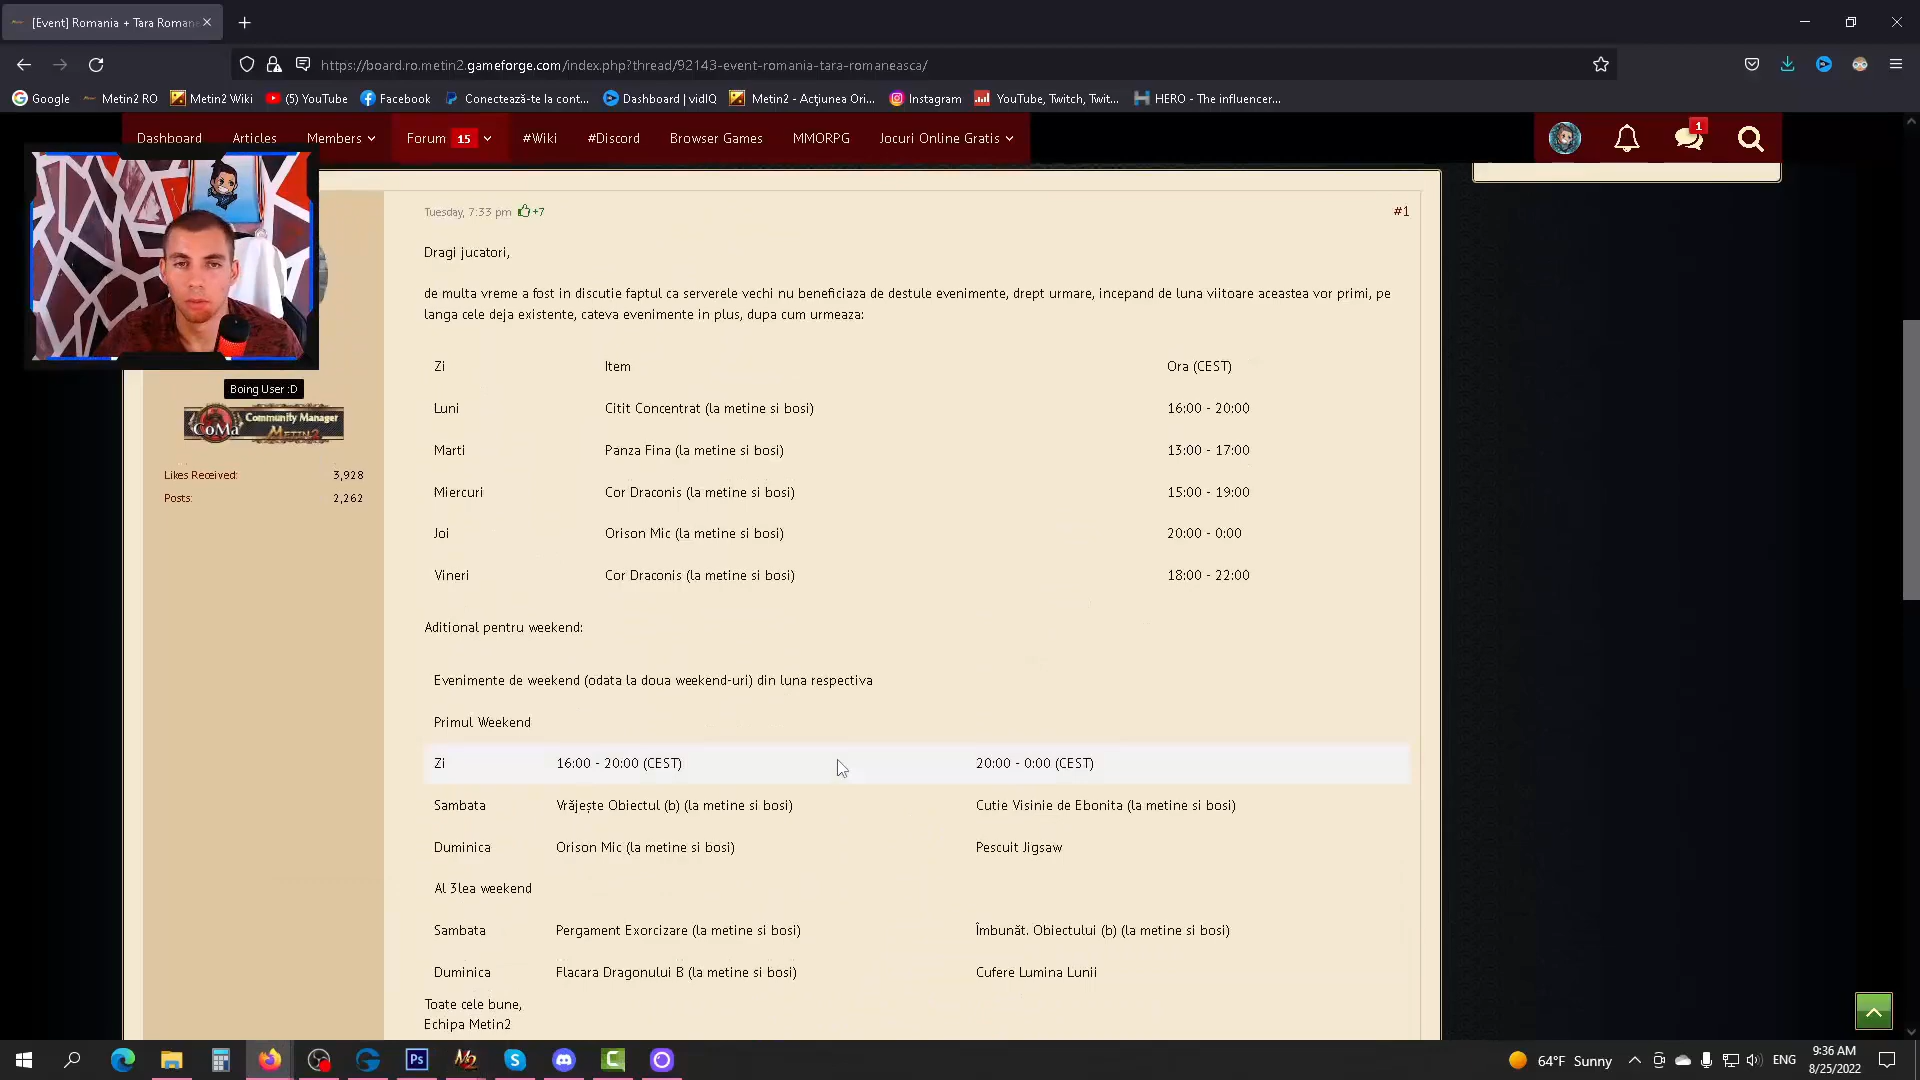 [Event] Romania + Tara Roman
https://board.ro.metin2.gameforge.com/index.php?thread/92143-event-romania-tara-romaneasca/
Google Metin2 RO Metin2 Wiki (5) YouTube Facebook Conectează-te la cont... Dashboard | vidIQ Metin2 - Acțiunea Ori... Instagram YouTube, Twitch, Twit... HERO - The influencer...
Dashboard Articles Members Forum 15 #Wiki #Discord Browser Games MMORPG Jocuri Online Gratis 1
Tuesday, 7:33 pm +7 #1
Dragi jucatori,
de multa vreme a fost in discutie faptul ca serverele vechi nu beneficiaza de destule evenimente, drept urmare, incepand de luna viitoare aceastea vor primi, pe
langa cele deja existente, cateva evenimente in plus, dupa cum urmeaza:
Zi Item Ora (CEST)
Luni Citit Concentrat (la metine si bosi) 16:00 - 20:00
Marti Panza Fina (la metine si bosi) 13:00 - 17:00
Miercuri Cor Draconis (la metine si bosi) 15:00 - 19:00
Joi Orison Mic (la metine si bosi) 20:00 - 0:00
Vineri Cor Draconis (la metine si bosi) 18:00 - 22:00
Boing User :D
CoMa Community Manager
METIN2
Likes Received: 3,928
Posts: 2,262
Aditional pentru weekend:
Evenimente de weekend (odata la doua weekend-uri) din luna respectiva
Primul Weekend
Zi 16:00 - 20:00 (CEST) 20:00 - 0:00 (CEST)
Sambata Vrăjește Obiectul (b) (la metine si bosi) Cutie Visinie de Ebonita (la metine si bosi)
Duminica Orison Mic (la metine si bosi) Pescuit Jigsaw
Al 3lea weekend
Sambata Pergament Exorcizare (la metine si bosi) Îmbunăt. Obiectului (b) (la metine si bosi)
Duminica Flacara Dragonului B (la metine si bosi) Cufere Lumina Lunii
Toate cele bune,
Echipa Metin2
64°F Sunny ENG 9:36 AM
8/25/2022